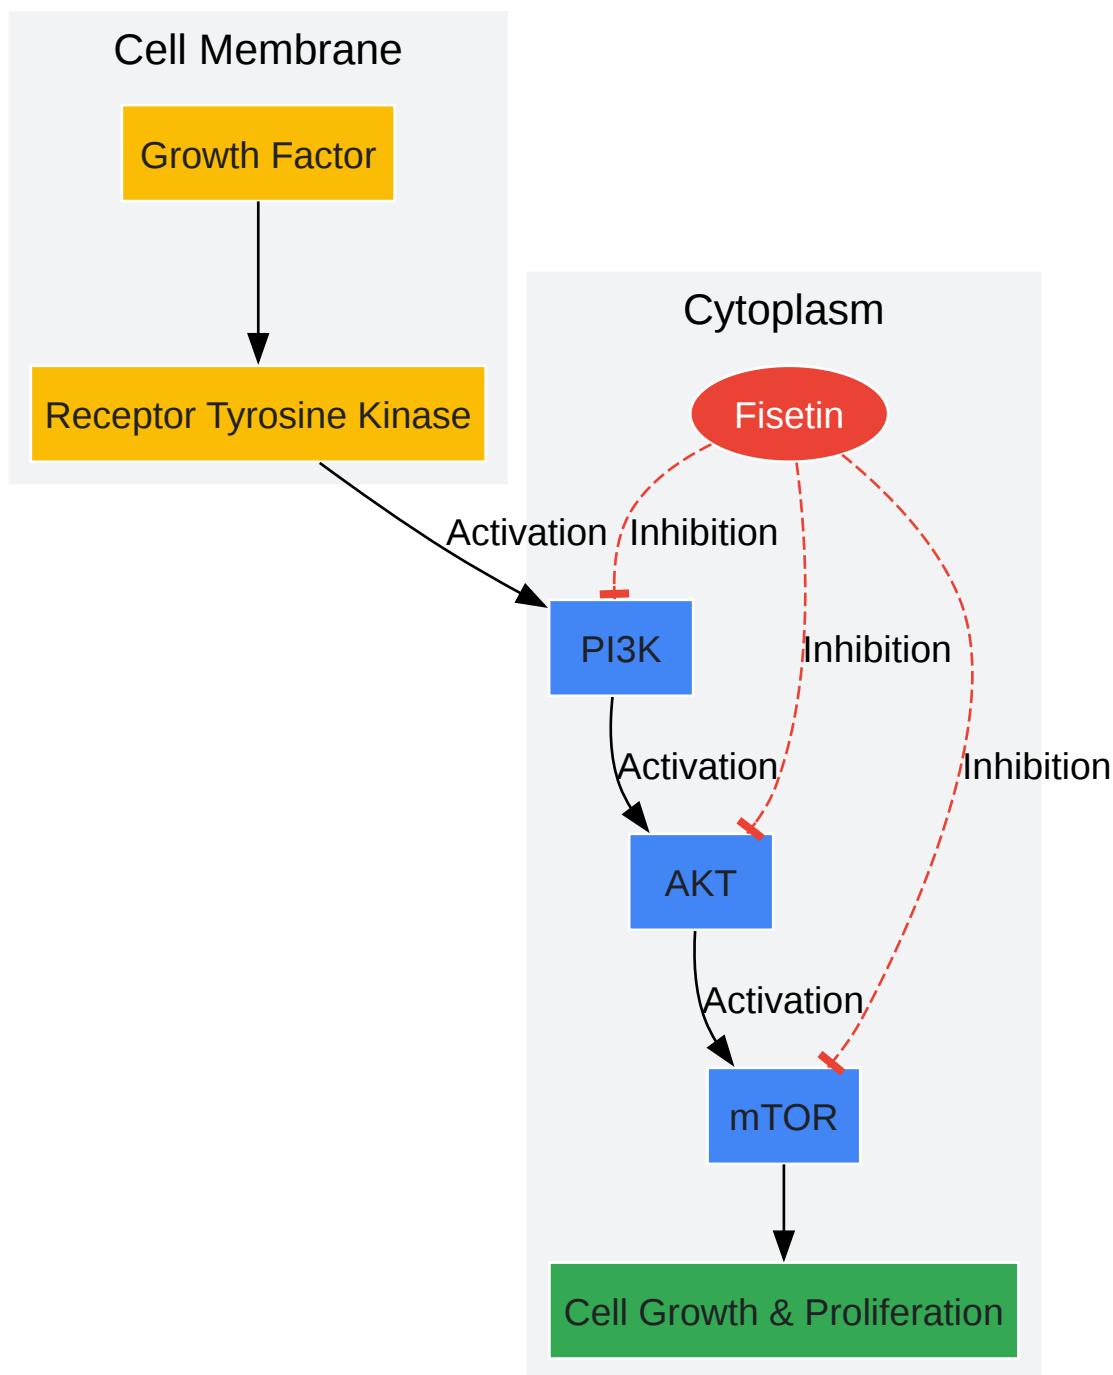 Cell Membrane
Growth Factor
Cytoplasm
Receptor Tyrosine Kinase
Fisetin
Activation
Inhibition
PI3K
Inhibition
Activation
Inhibition
AKT
Activation
mTOR
Cell Growth & Proliferation